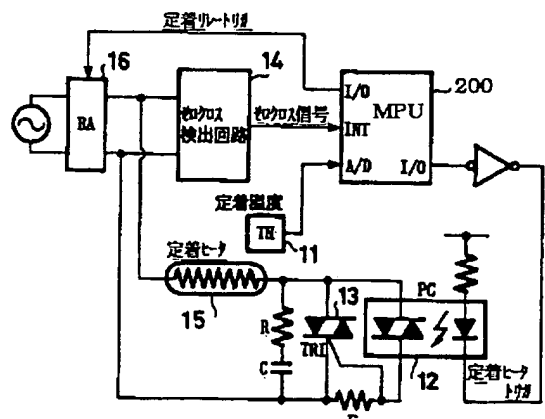 定着リレートリガ
16
14
200
RA
ゼロクロス
検出回路
ゼロクロス信号
I/O
MPU
INT
A/D
I/O
定着温度
TH
11
定着ヒータ
15
R
C
13
TRI
PC
12
定着ヒータ
トリガ